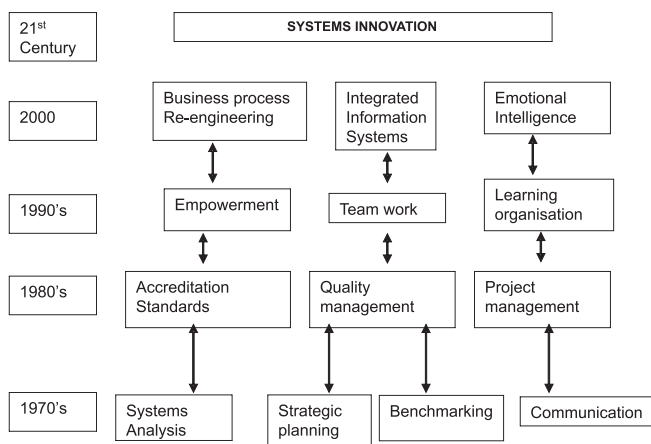 21st
Century
SYSTEMS INNOVATION
2000
Business process
Re-engineering
Integrated
Information
Systems
Emotional
Intelligence
1990's
Empowerment
Team work
Learning
organisation
1980's
Accreditation
Standards
Quality
management
Project
management
1970's
Systems
Analysis
Strategic
planning
Benchmarking
Communication